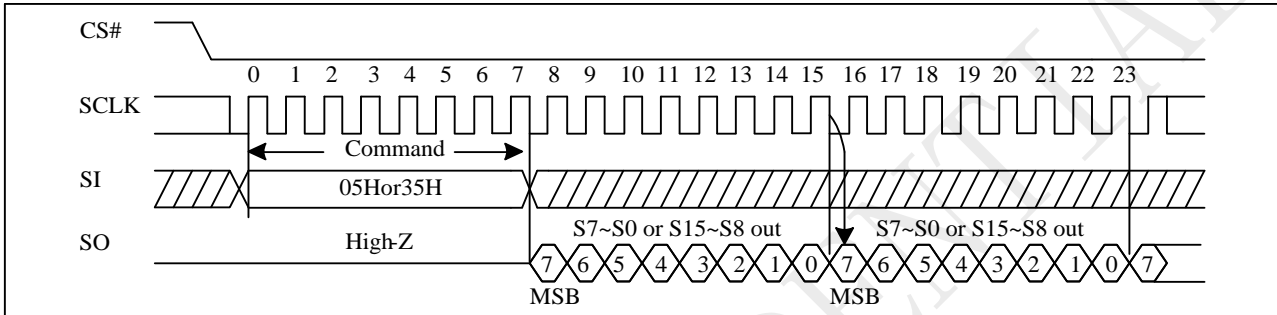 CS#
0 1 2 3 4 5 6 7 8 9 10 11 12 13 14 15 16 17 18 19 20 21 22 23
SCLK
Command
SI
05Hor35H
S7~S0 or S15~S8 out S7~S0 or S15~S8 out
SO
High-Z
7 6 5 4 3 2 1 0 7 6 5 4 3 2 1 0 7
MSB MSB